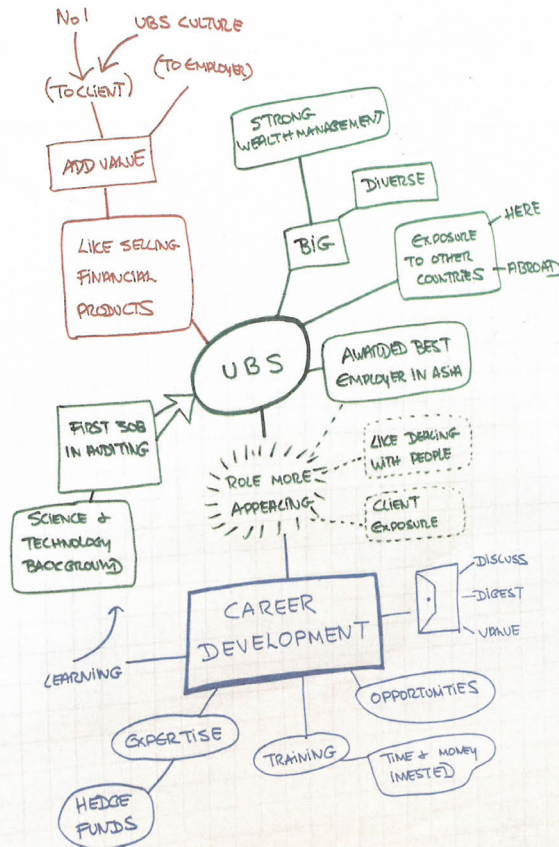 No!
UBS CULTURE
(TO CLIENT)
(TO EMPLOYER)
ADD VALUE
LIKE SELLING
FINANCIAL
PRODUCTS
STRONG
WEALTH MANAGEMENT
DIVERSE
BIG
EXPOSURE
TO OTHER
COUNTRIES
HERE
ABROAD
UBS
AWARDED BEST
EMPLOYER IN ASIA
FIRST JOB
IN AUDITING
SCIENCE &
TECHNOLOGY
BACKGROUND
ROLE MORE
APPEALING
LIKE DEALING
WITH PEOPLE
CLIENT
EXPOSURE
CAREER
DEVELOPMENT
DISCUSS
DIGEST
VALUE
LEARNING
EXPERTISE
HEDGE
FUNDS
TRAINING
OPPORTUNITIES
TIME & MONEY
INVESTED